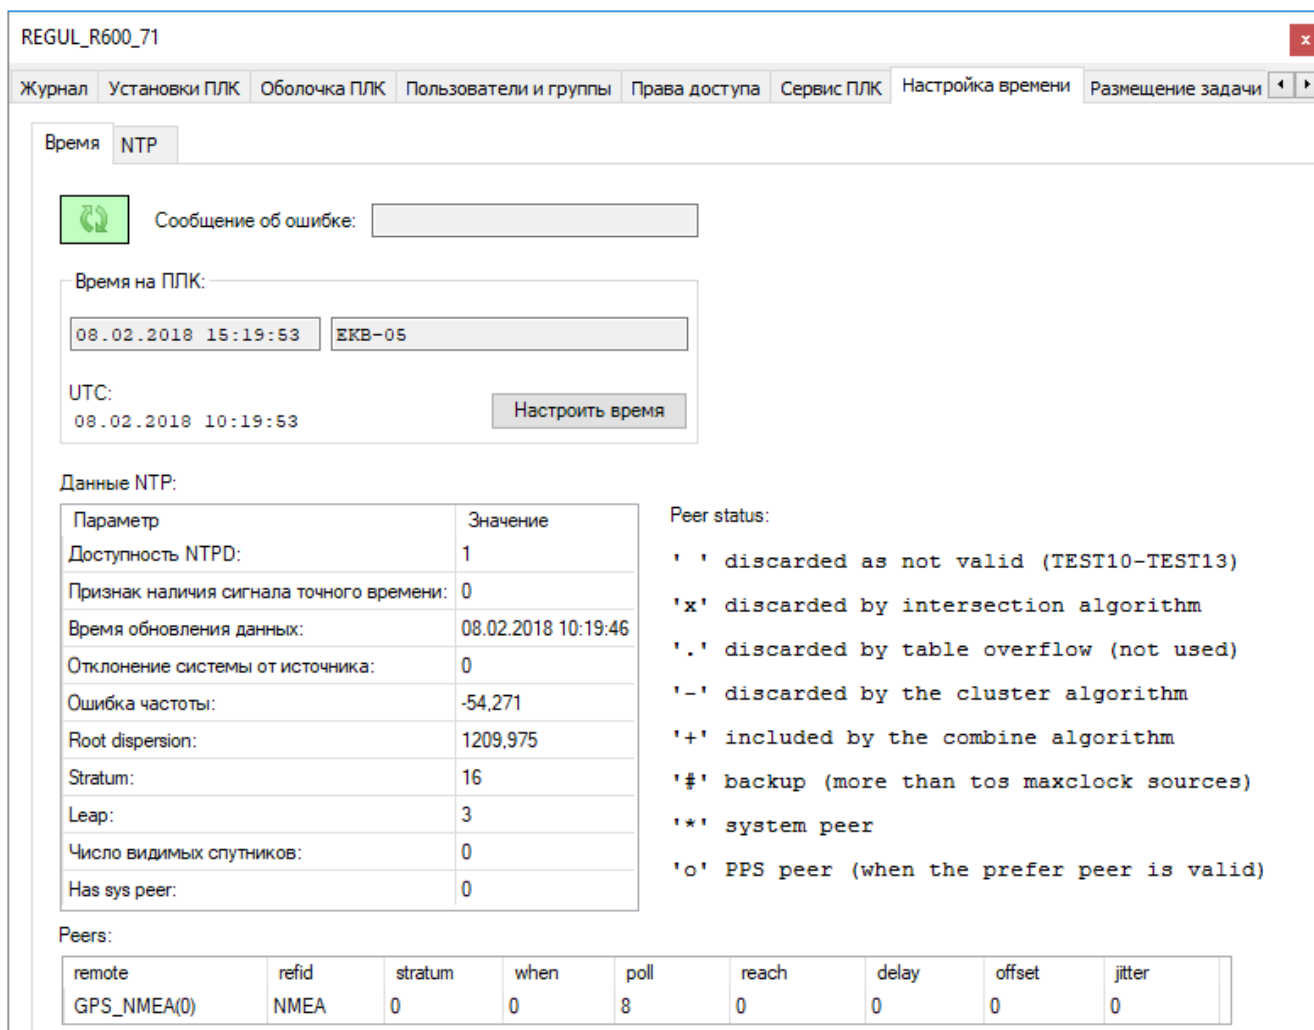 REGUL_R600_71
x
Журнал Установки ПЛК Оболочка ПЛК Пользователи и группы Права доступа Сервис ПЛК Настройка времени Размещение задачи
Время NTP
Сообщение об ошибке:
Время на ПЛК:
08.02.2018 15:19:53 EKB-05
UTC:
08.02.2018 10:19:53
Настроить время
Данные NTP:
Параметр Значение
Доступность NTPD: 1
Признак наличия сигнала точного времени: 0
Время обновления данных: 08.02.2018 10:19:46
Отклонение системы от источника: 0
Ошибка частоты: -54,271
Root dispersion: 1209,975
Stratum: 16
Leap: 3
Число видимых спутников: 0
Has sys peer: 0
Peer status:
' ' discarded as not valid (TEST10-TEST13)
'x' discarded by intersection algorithm
'.' discarded by table overflow (not used)
'-' discarded by the cluster algorithm
'+' included by the combine algorithm
'#' backup (more than tos maxclock sources)
'*' system peer
'o' PPS peer (when the prefer peer is valid)
Peers:
remote refid stratum when poll reach delay offset jitter
GPS_NMEA(0) NMEA 0 0 8 0 0 0 0